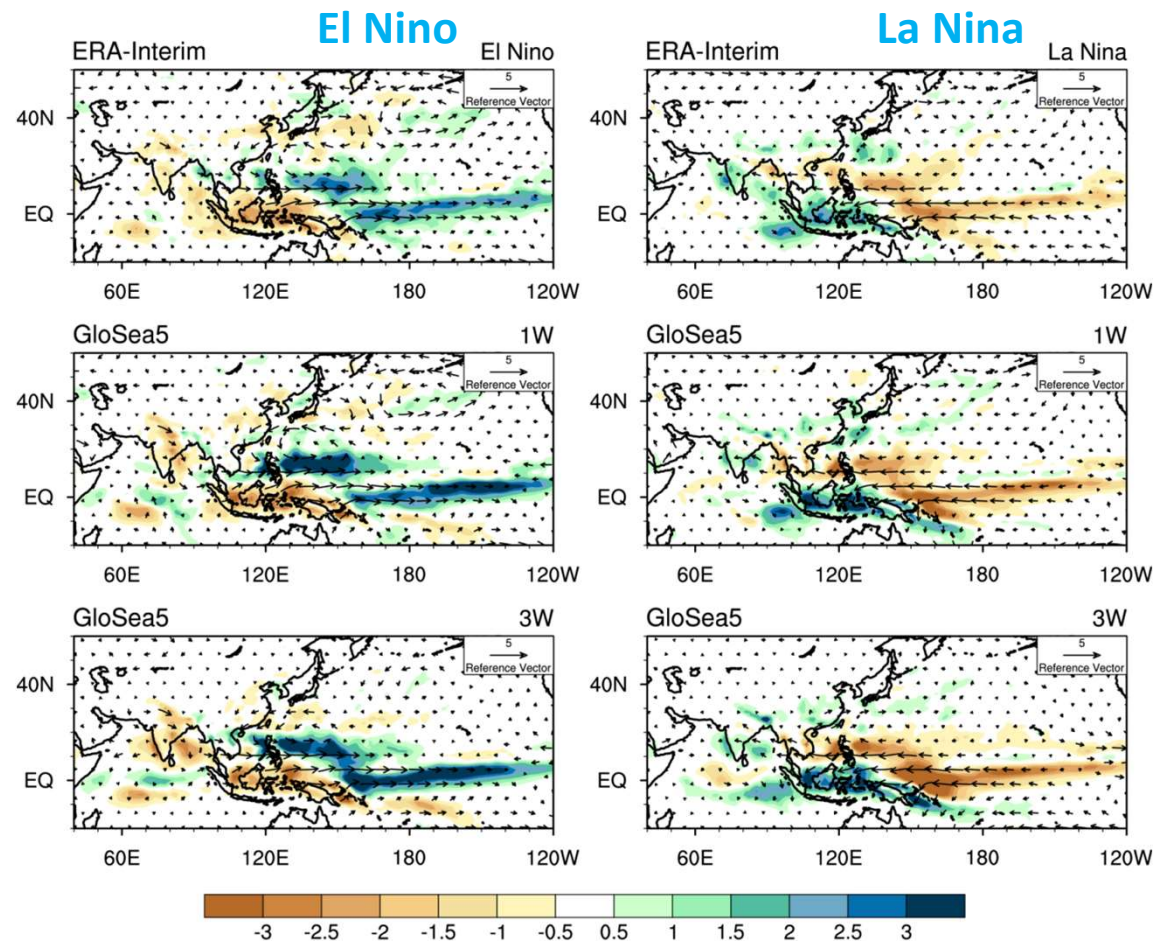 El Nino
La Nina
ERA-Interim El Nino
ERA-Interim La Nina
5
Reference Vector
5
Reference Vector
40N
EQ
60E 120E 180 120W
40N
EQ
60E 120E 180 120W
GloSea5 1W
GloSea5 1W
5
Reference Vector
5
Reference Vector
40N
EQ
60E 120E 180 120W
40N
EQ
60E 120E 180 120W
GloSea5 3W
GloSea5 3W
5
Reference Vector
5
Reference Vector
40N
EQ
60E 120E 180 120W
40N
EQ
60E 120E 180 120W
-3 -2.5 -2 -1.5 -1 -0.5 0.5 1 1.5 2 2.5 3